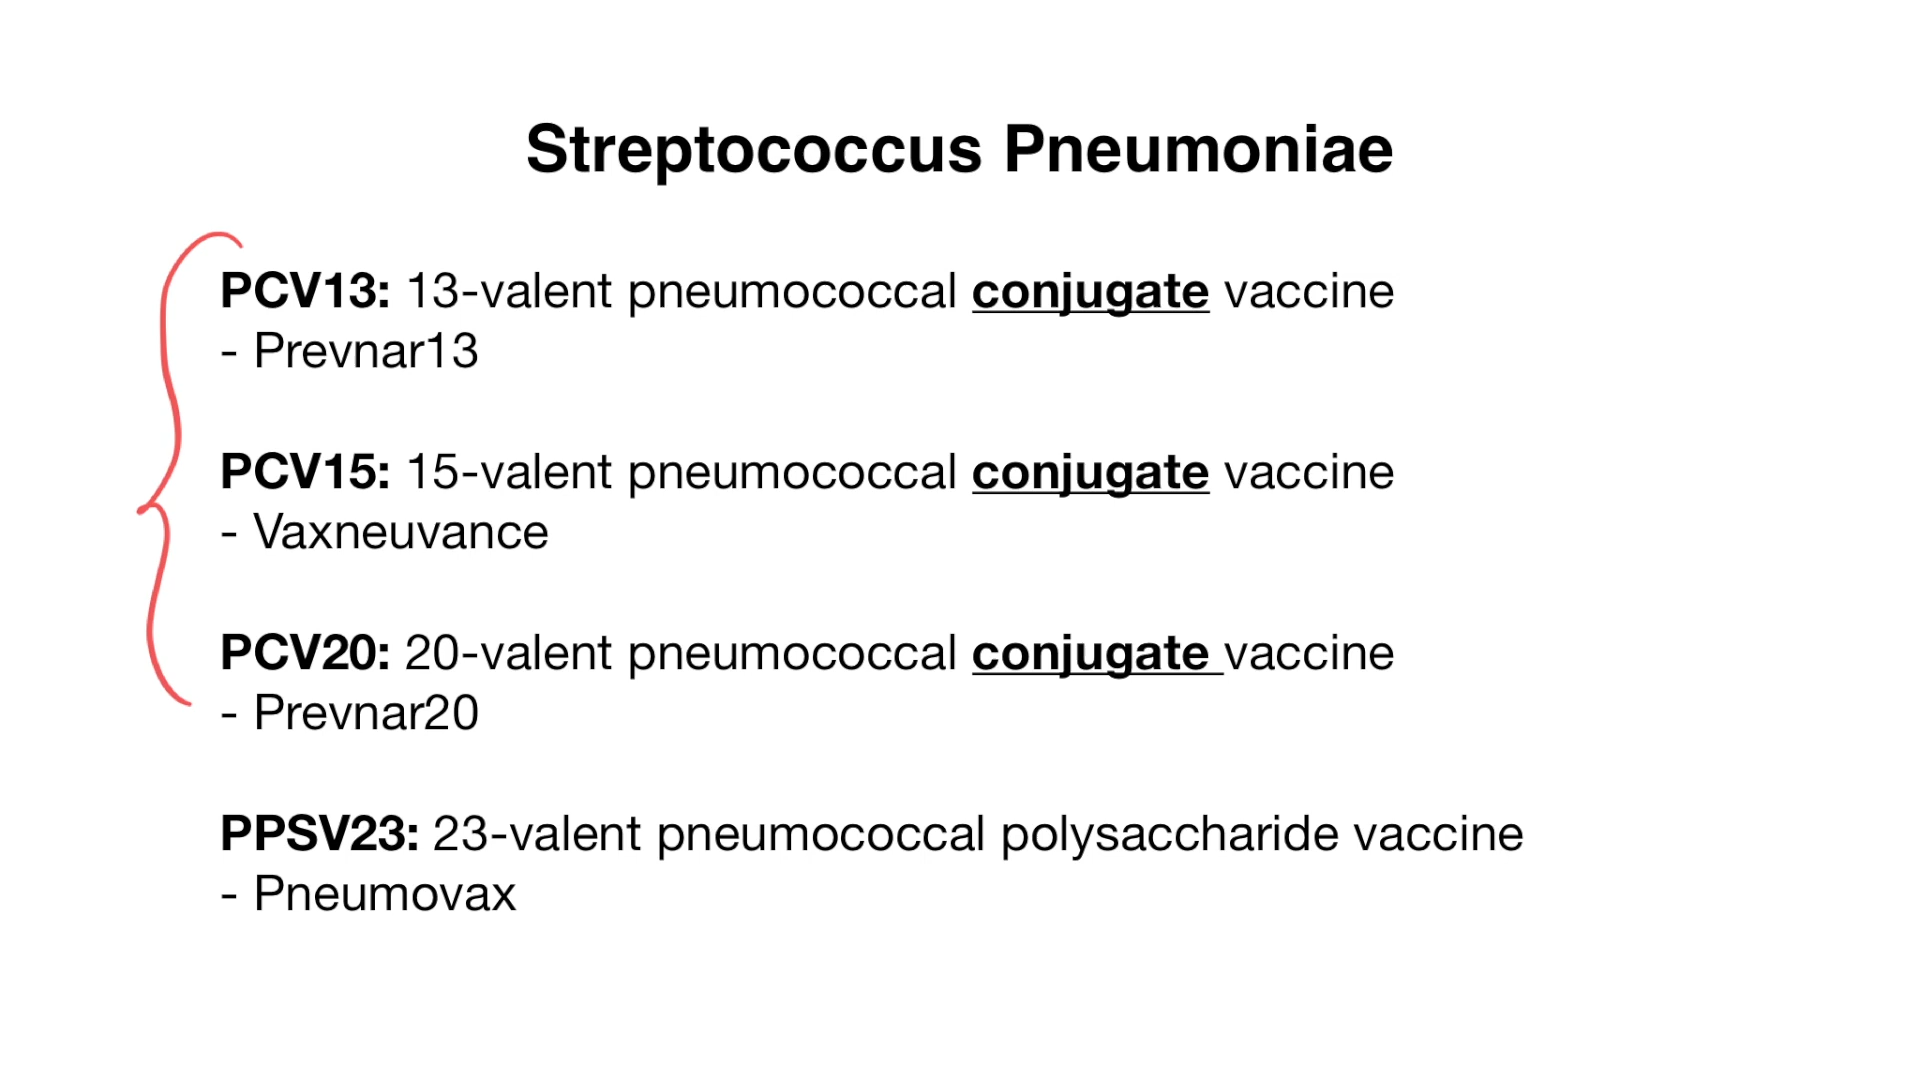 Streptococcus Pneumoniae
PCV13: 13-valent pneumococcal conjugate vaccine
- Prevnar13
PCV15: 15-valent pneumococcal conjugate vaccine
- Vaxneuvance
PCV20: 20-valent pneumococcal conjugate vaccine
- Prevnar20
PPSV23: 23-valent pneumococcal polysaccharide vaccine
- Pneumovax